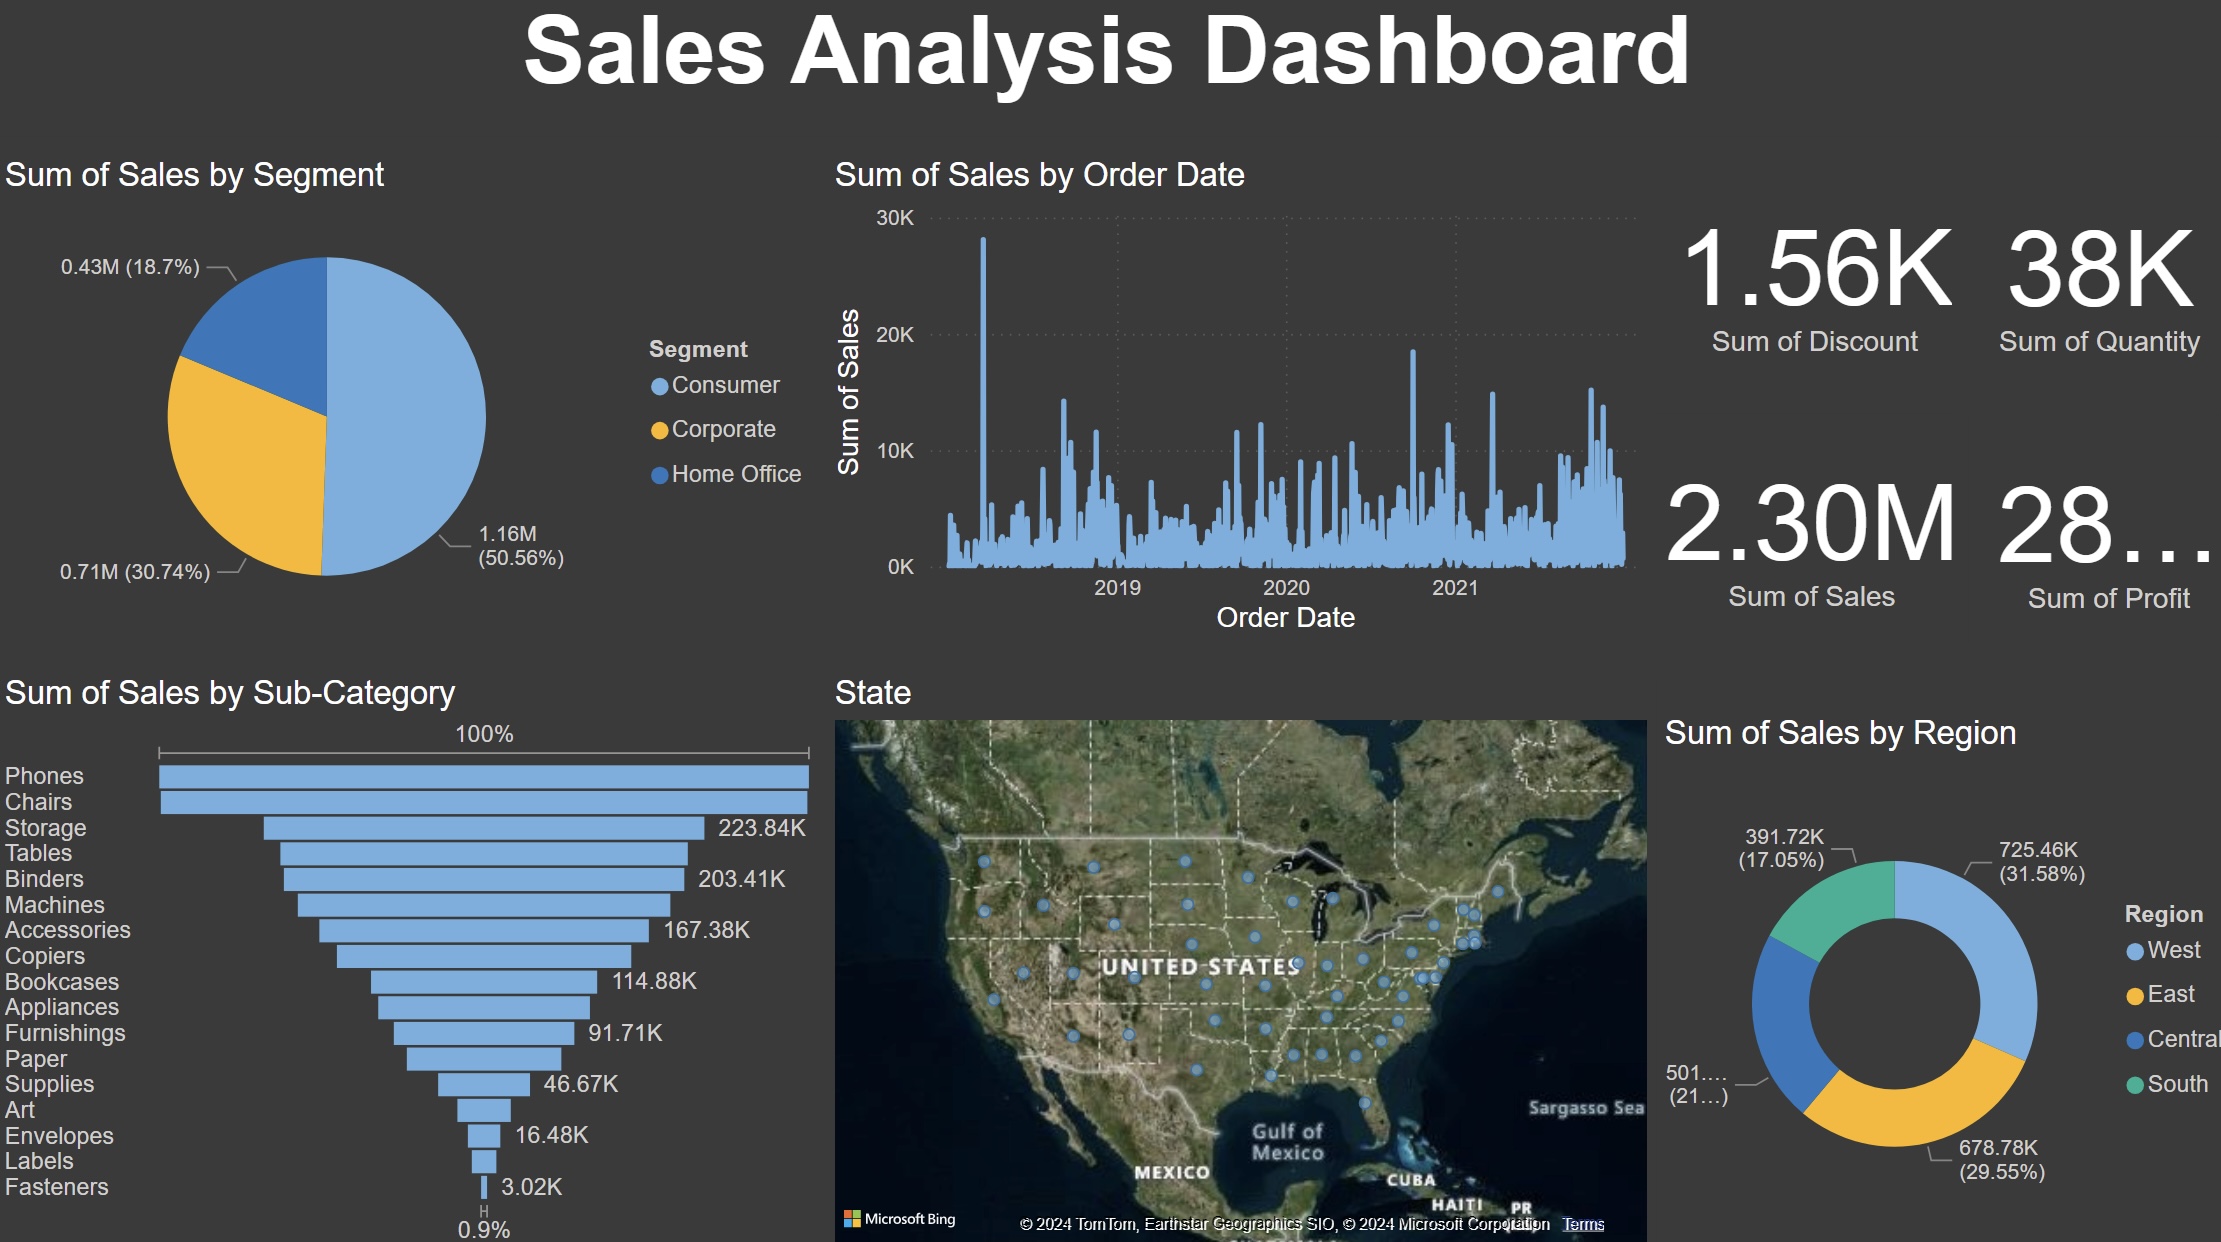 Sales Analysis Dashboard
Sum of Sales by Segment
0.43M (18.7%)
0.71M (30.74%)
1.16M
(50.56%)
Segment
Consumer
Corporate
Home Office
Sum of Sales by Order Date
Sum of Sales
30K
20K
10K
0K
2019
2020
2021
Order Date
1.56K
Sum of Discount
38K
Sum of Quantity
2.30M
Sum of Sales
28...
Sum of Profit
Sum of Sales by Sub-Category
100%
Phones
Chairs
Storage 223.84K
Tables
Binders 203.41K
Machines
Accessories 167.38K
Copiers
Bookcases 114.88K
Appliances
Furnishings 91.71K
Paper
Supplies 46.67K
Art
Envelopes 16.48K
Labels
Fasteners 3.02K
0.9%
State
UNITED STATES
Sargasso Sea
Gulf of
Mexico
MEXICO
CUBA
HAITI
PR
Microsoft Bing
© 2024 TomTom, Earthstar Geographics SIO, © 2024 Microsoft Corporation Terms
Sum of Sales by Region
391.72K
(17.05%)
725.46K
(31.58%)
501....
(21...)
678.78K
(29.55%)
Region
West
East
Central
South